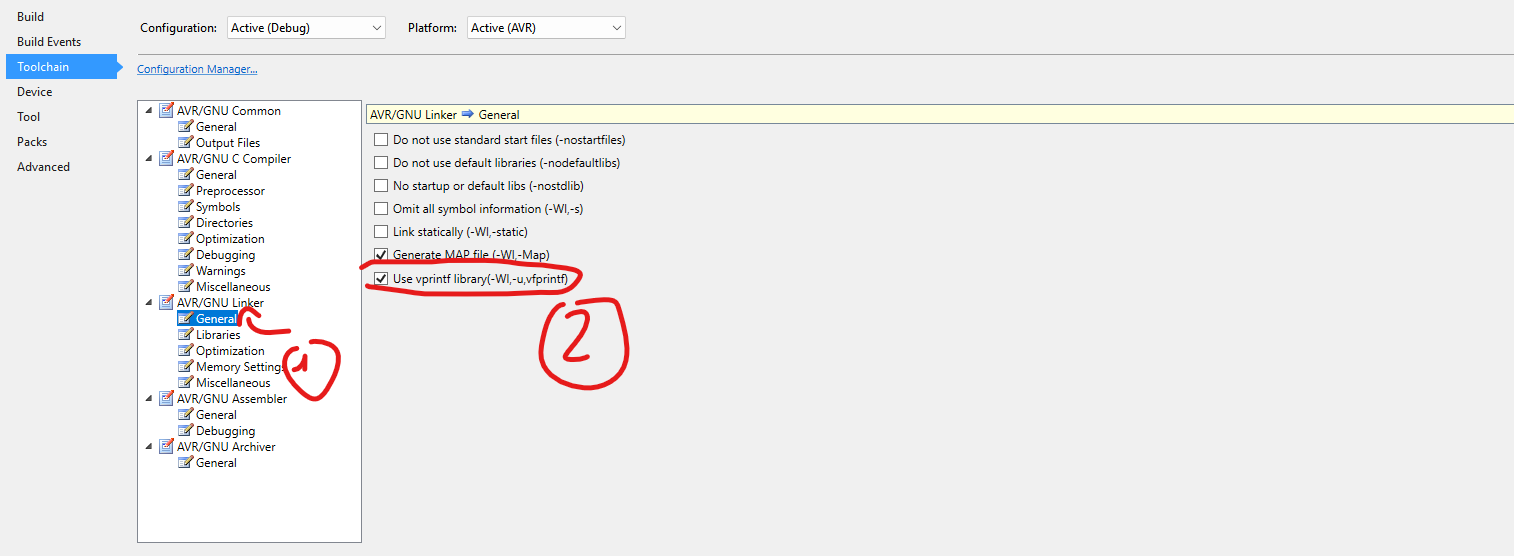 Build
Build Events
Toolchain
Device
Tool
Packs
Advanced
Configuration: Active (Debug) Platform: Active (AVR)
Configuration Manager...
AVR/GNU Common
General
Output Files
AVR/GNU C Compiler
General
Preprocessor
Symbols
Directories
Optimization
Debugging
Warnings
Miscellaneous
AVR/GNU Linker
General
Libraries
Optimization
Memory Settings
Miscellaneous
AVR/GNU Assembler
General
Debugging
AVR/GNU Archiver
General
1
AVR/GNU Linker ➡ General
Do not use standard start files (-nostartfiles)
Do not use default libraries (-nodefaultlibs)
No startup or default libs (-nostdlib)
Omit all symbol information (-Wl,-s)
Link statically (-Wl,-static)
Generate MAP file (-Wl,-Map)
Use vprintf library(-Wl,-u,vfprintf)
2